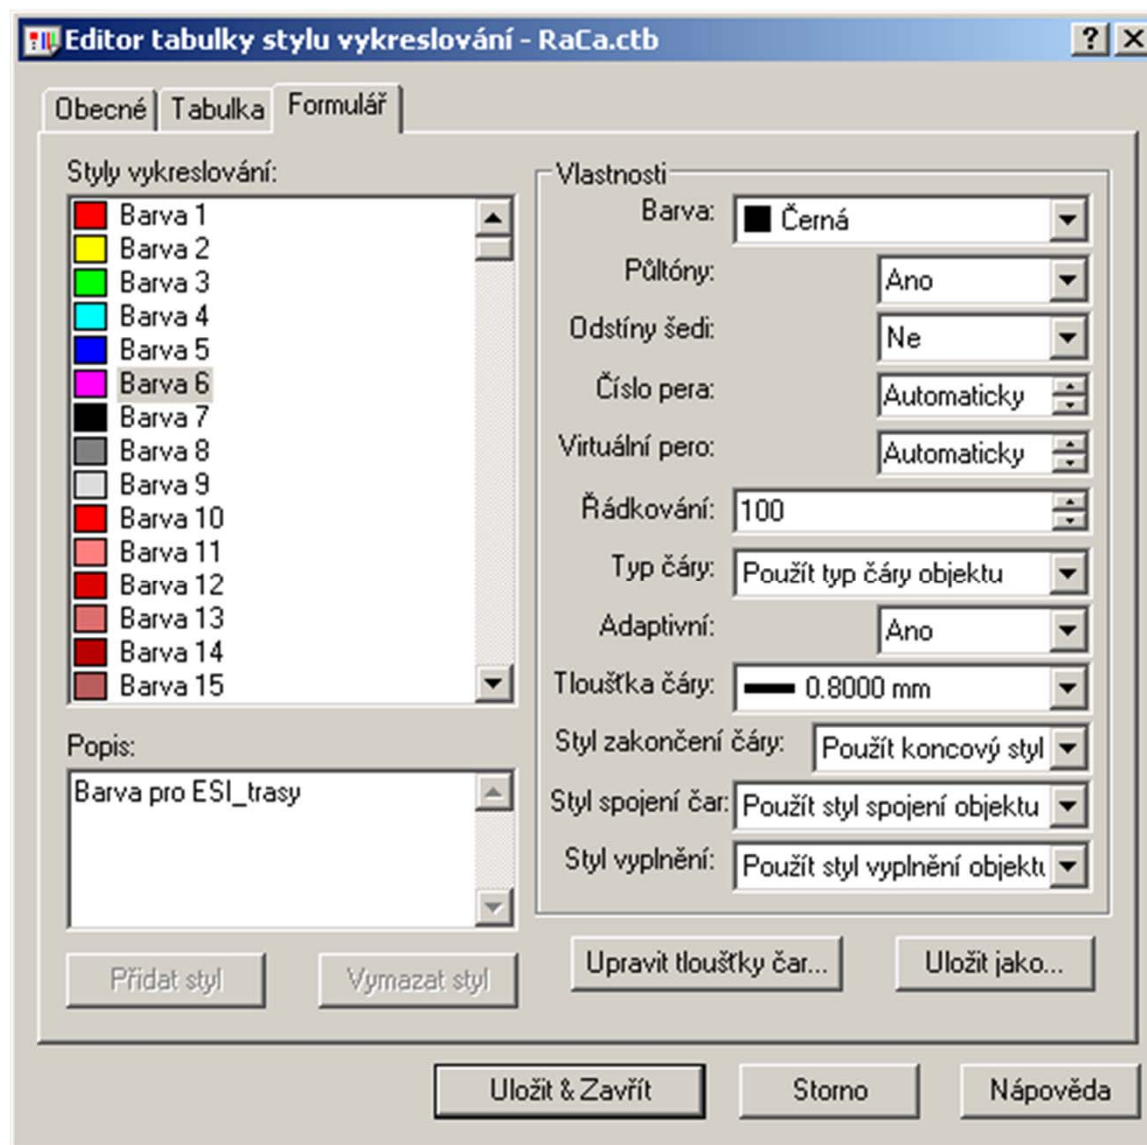 Editor tabulky stylu vykreslování - RaCa.ctb
Obecné Tabulka Formulář
Styly vykreslování:
Barva 1
Barva 2
Barva 3
Barva 4
Barva 5
Barva 6
Barva 7
Barva 8
Barva 9
Barva 10
Barva 11
Barva 12
Barva 13
Barva 14
Barva 15
Popis:
Barva pro ESI_trasy
Přidat styl Vymazat styl
Vlastnosti
Barva: Černá
Půltóny: Ano
Odstíny šedi: Ne
Číslo pera: Automaticky
Virtuální pero: Automaticky
Řádkování: 100
Typ čáry: Použít typ čáry objektu
Adaptivní: Ano
Tloušťka čáry: 0.8000 mm
Styl zakončení čáry: Použít koncový styl
Styl spojení čar: Použít styl spojení objektu
Styl vyplnění: Použít styl vyplnění objektu
Upravit tloušťky čar... Uložit jako...
Uložit & Zavřít Storno Nápověda